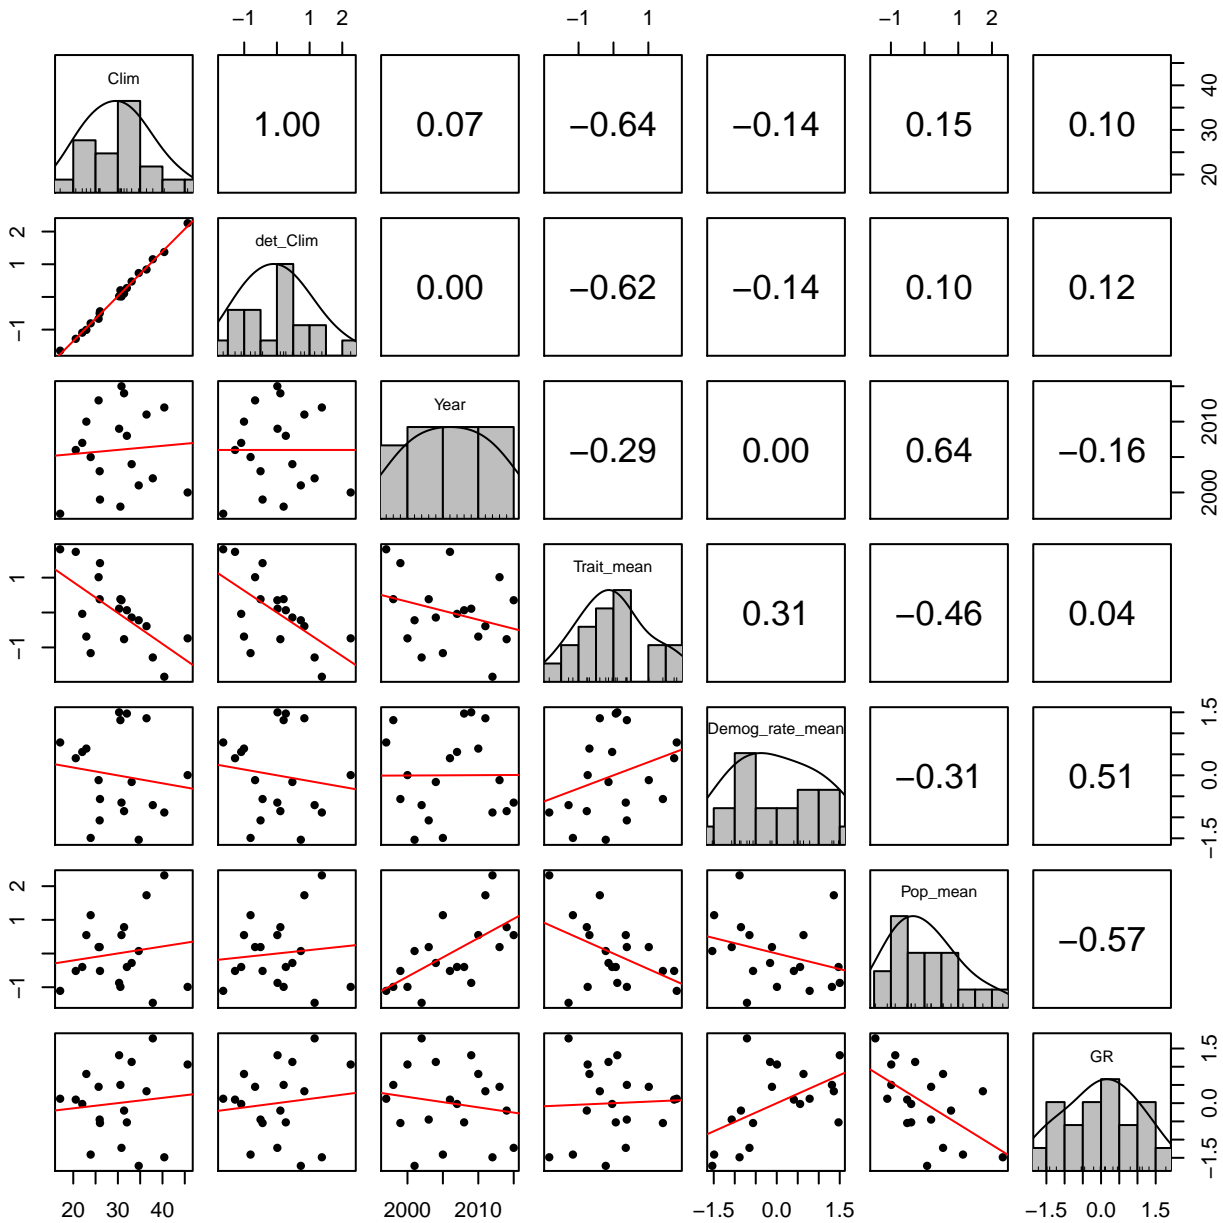 −1 1 2 −1 1 −1 1 2
Clim 1.00 0.07 −0.64 −0.14 0.15 0.10 20 30 40
−1 1 2 det_Clim 0.00 −0.62 −0.14 0.10 0.12
Year −0.29 0.00 0.64 −0.16 2000 2010
−1 1 Trait_mean 0.31 −0.46 0.04
Demog_rate_mean −0.31 0.51 −1.5 0.0 1.5
−1 1 2 Pop_mean −0.57
GR −1.5 0.0 1.5
20 30 40 2000 2010 −1.5 0.0 1.5 −1.5 0.0 1.5